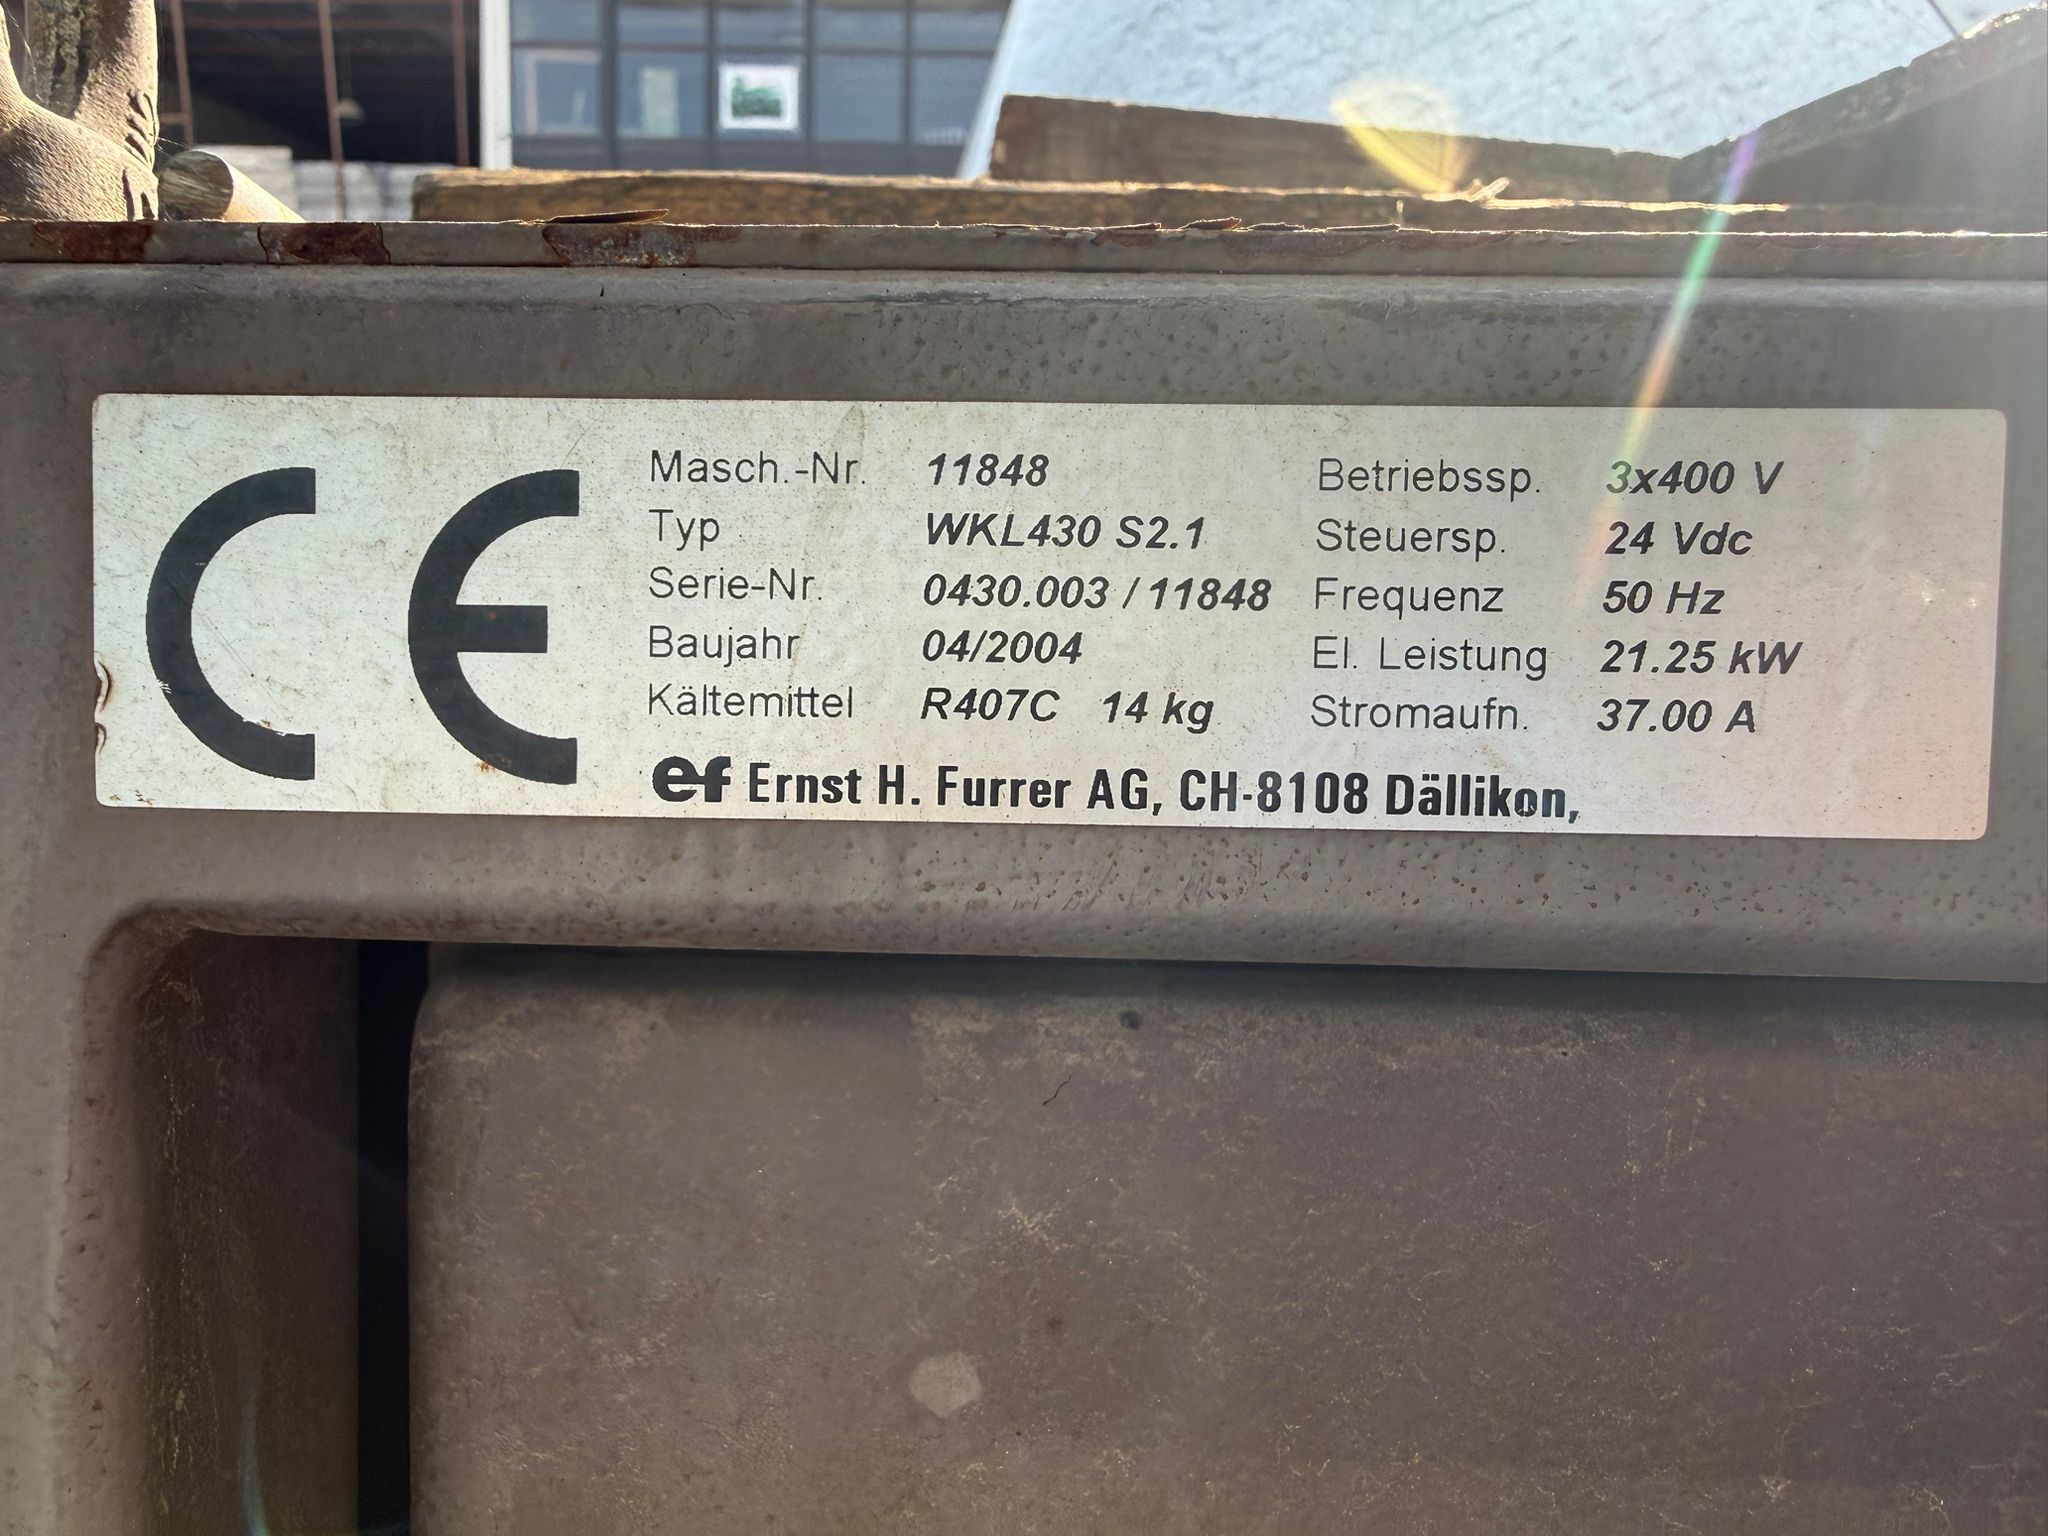 CE
Masch.-Nr. 11848 Betriebssp. 3x400 V
Typ WKL430 S2.1 Steuersp. 24 Vdc
Serie-Nr. 0430.003 / 11848 Frequenz 50 Hz
Baujahr 04/2004 El. Leistung 21.25 kW
Kältemittel R407C 14 kg Stromaufn. 37.00 A
ef Ernst H. Furrer AG, CH-8108 Dällikon,